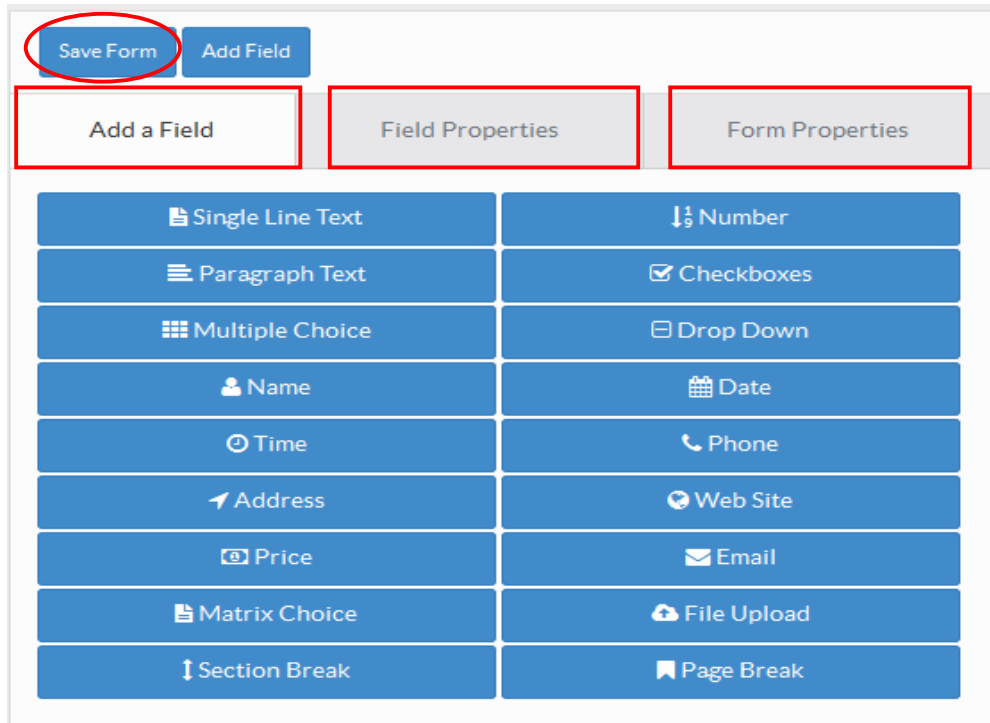 Save Form Add Field
Add a Field Field Properties Form Properties
Single Line Text Number
Paragraph Text Checkboxes
Multiple Choice Drop Down
Name Date
Time Phone
Address Web Site
Price Email
Matrix Choice File Upload
Section Break Page Break